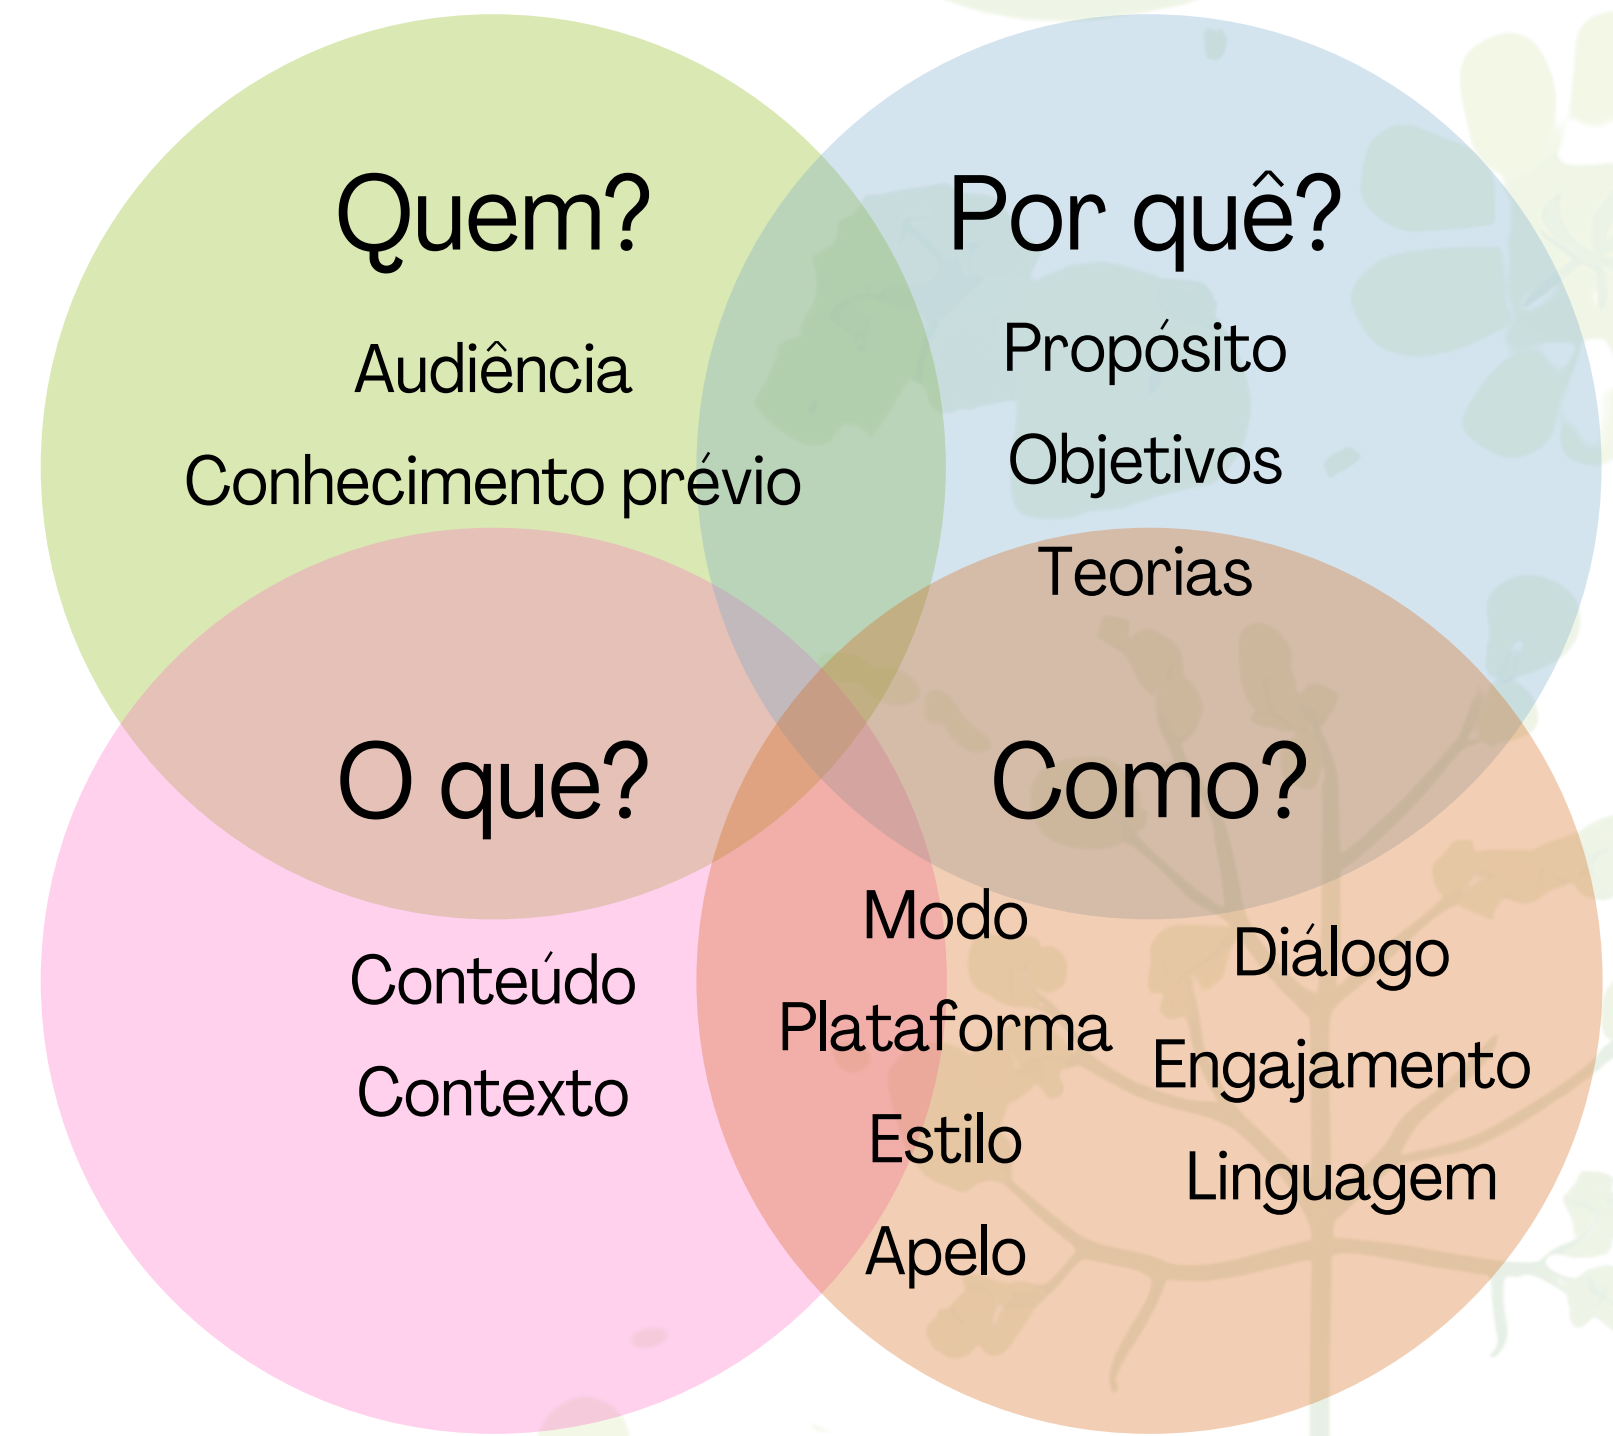 Quem?
Audiência
Conhecimento prévio
Por quê?
Propósito
Objetivos
Teorias
O que?
Conteúdo
Contexto
Como?
Modo
Plataforma
Estilo
Apelo
Diálogo
Engajamento
Linguagem